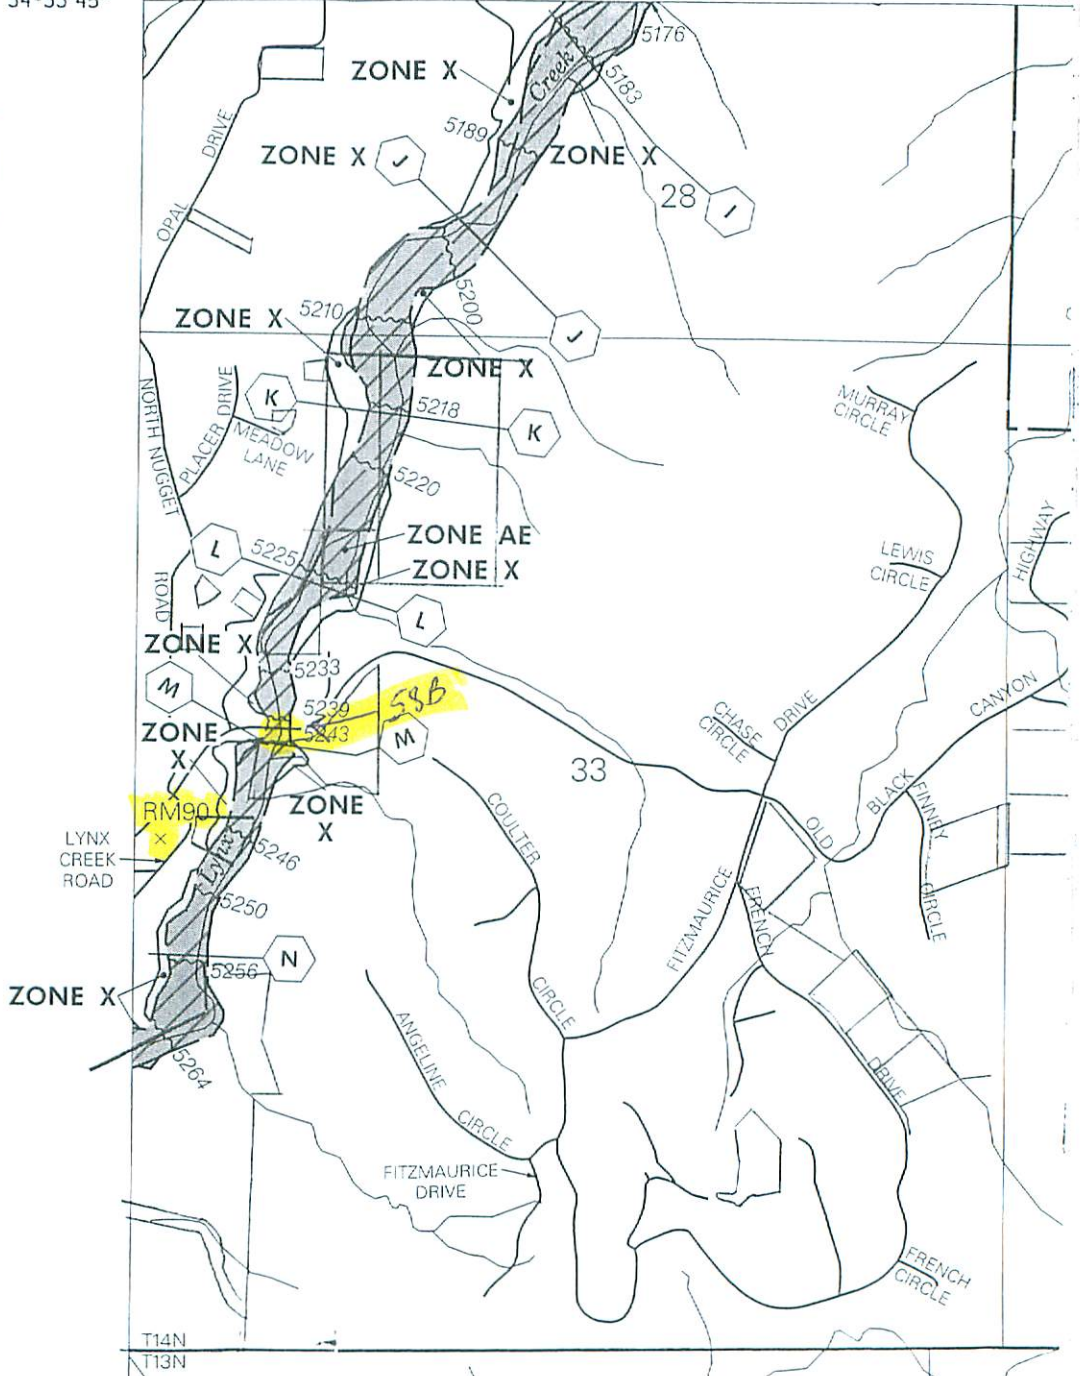 5176
ZONE X
Creek
5183
5189
DRIVE
ZONE X
J
ZONE X
28
I
OPAL
5200
5210
ZONE X
J
ZONE X
MURRAY
CIRCLE
NORTH NUGGET
PLACER DRIVE
K
5218
K
MEADOW
LANE
5220
ZONE AE
HIGHWAY
L
5225
ZONE X
LEWIS
CIRCLE
ROAD
L
ZONE X
5233
M
58B
5239
5243
M
CHASE
CIRCLE
DRIVE
CANYON
ZONE
X
33
BLACK
RM90
ZONE
X
COULTER
OLD
FINNEY
LYNX
CREEK
ROAD
Lynx
5246
5250
FITZMAURICE
FRENCH
CIRCLE
N
5256
ZONE X
CIRCLE
ANGELINE
5264
DRIVE
CIRCLE
FITZMAURICE
DRIVE
FRENCH
CIRCLE
T14N
T13N